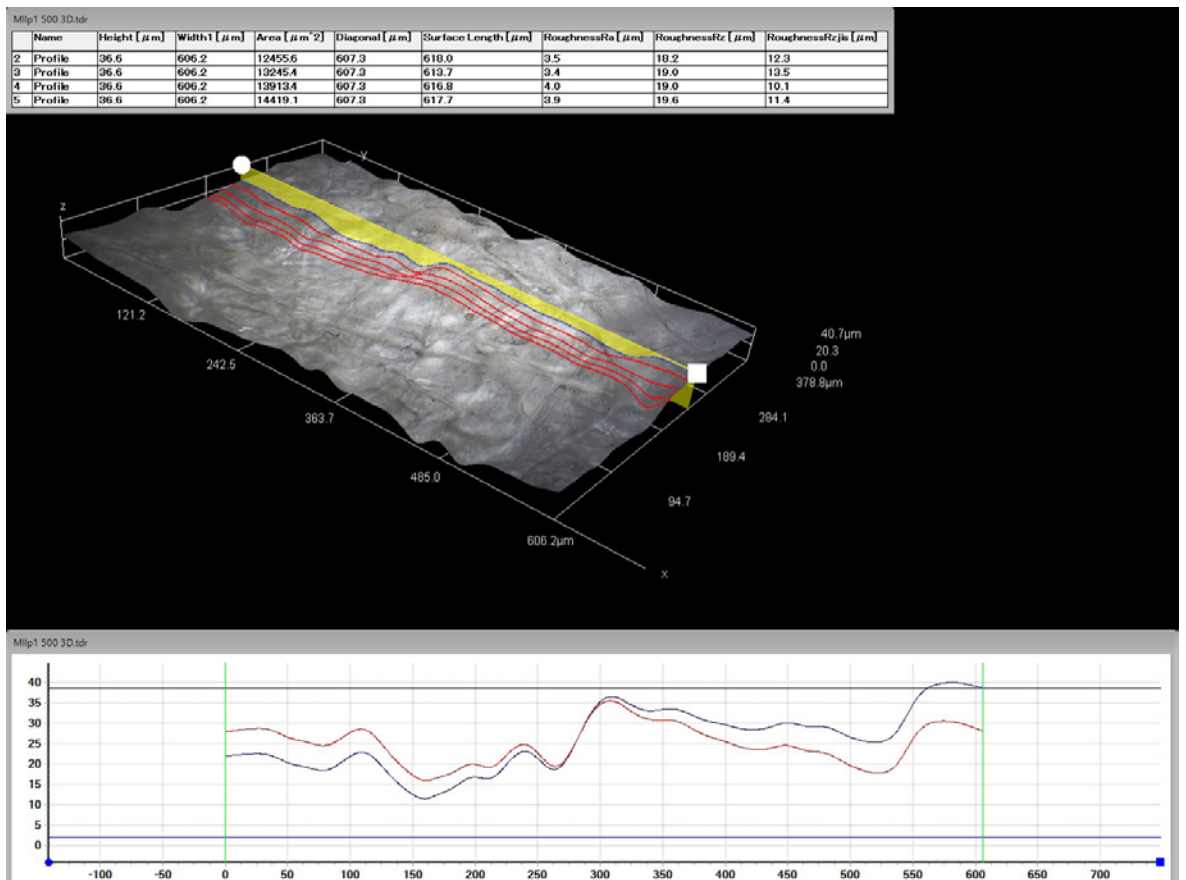 MIIp1 500 3D.tdr
Name Height [μm] Width1 [μm] Area [μm^2] Diagonal [μm] Surface Length [μm] RoughnessRa [μm] RoughnessRz [μm] RoughnessRzjis [μm]
2 Profile 36.6 606.2 12455.6 607.3 618.0 3.5 18.2 12.3
3 Profile 36.6 606.2 13245.4 607.3 613.7 3.4 19.0 13.5
4 Profile 36.6 606.2 13913.4 607.3 616.8 4.0 19.0 10.1
5 Profile 36.6 606.2 14419.1 607.3 617.7 3.9 19.6 11.4
y
z
121.2
242.5
363.7
485.0
606.2μm
x
40.7μm
20.3
0.0
378.8μm
284.1
189.4
94.7
MIIp1 500 3D.tdr
40
35
30
25
20
15
10
5
0
-100 -50 0 50 100 150 200 250 300 350 400 450 500 550 600 650 700